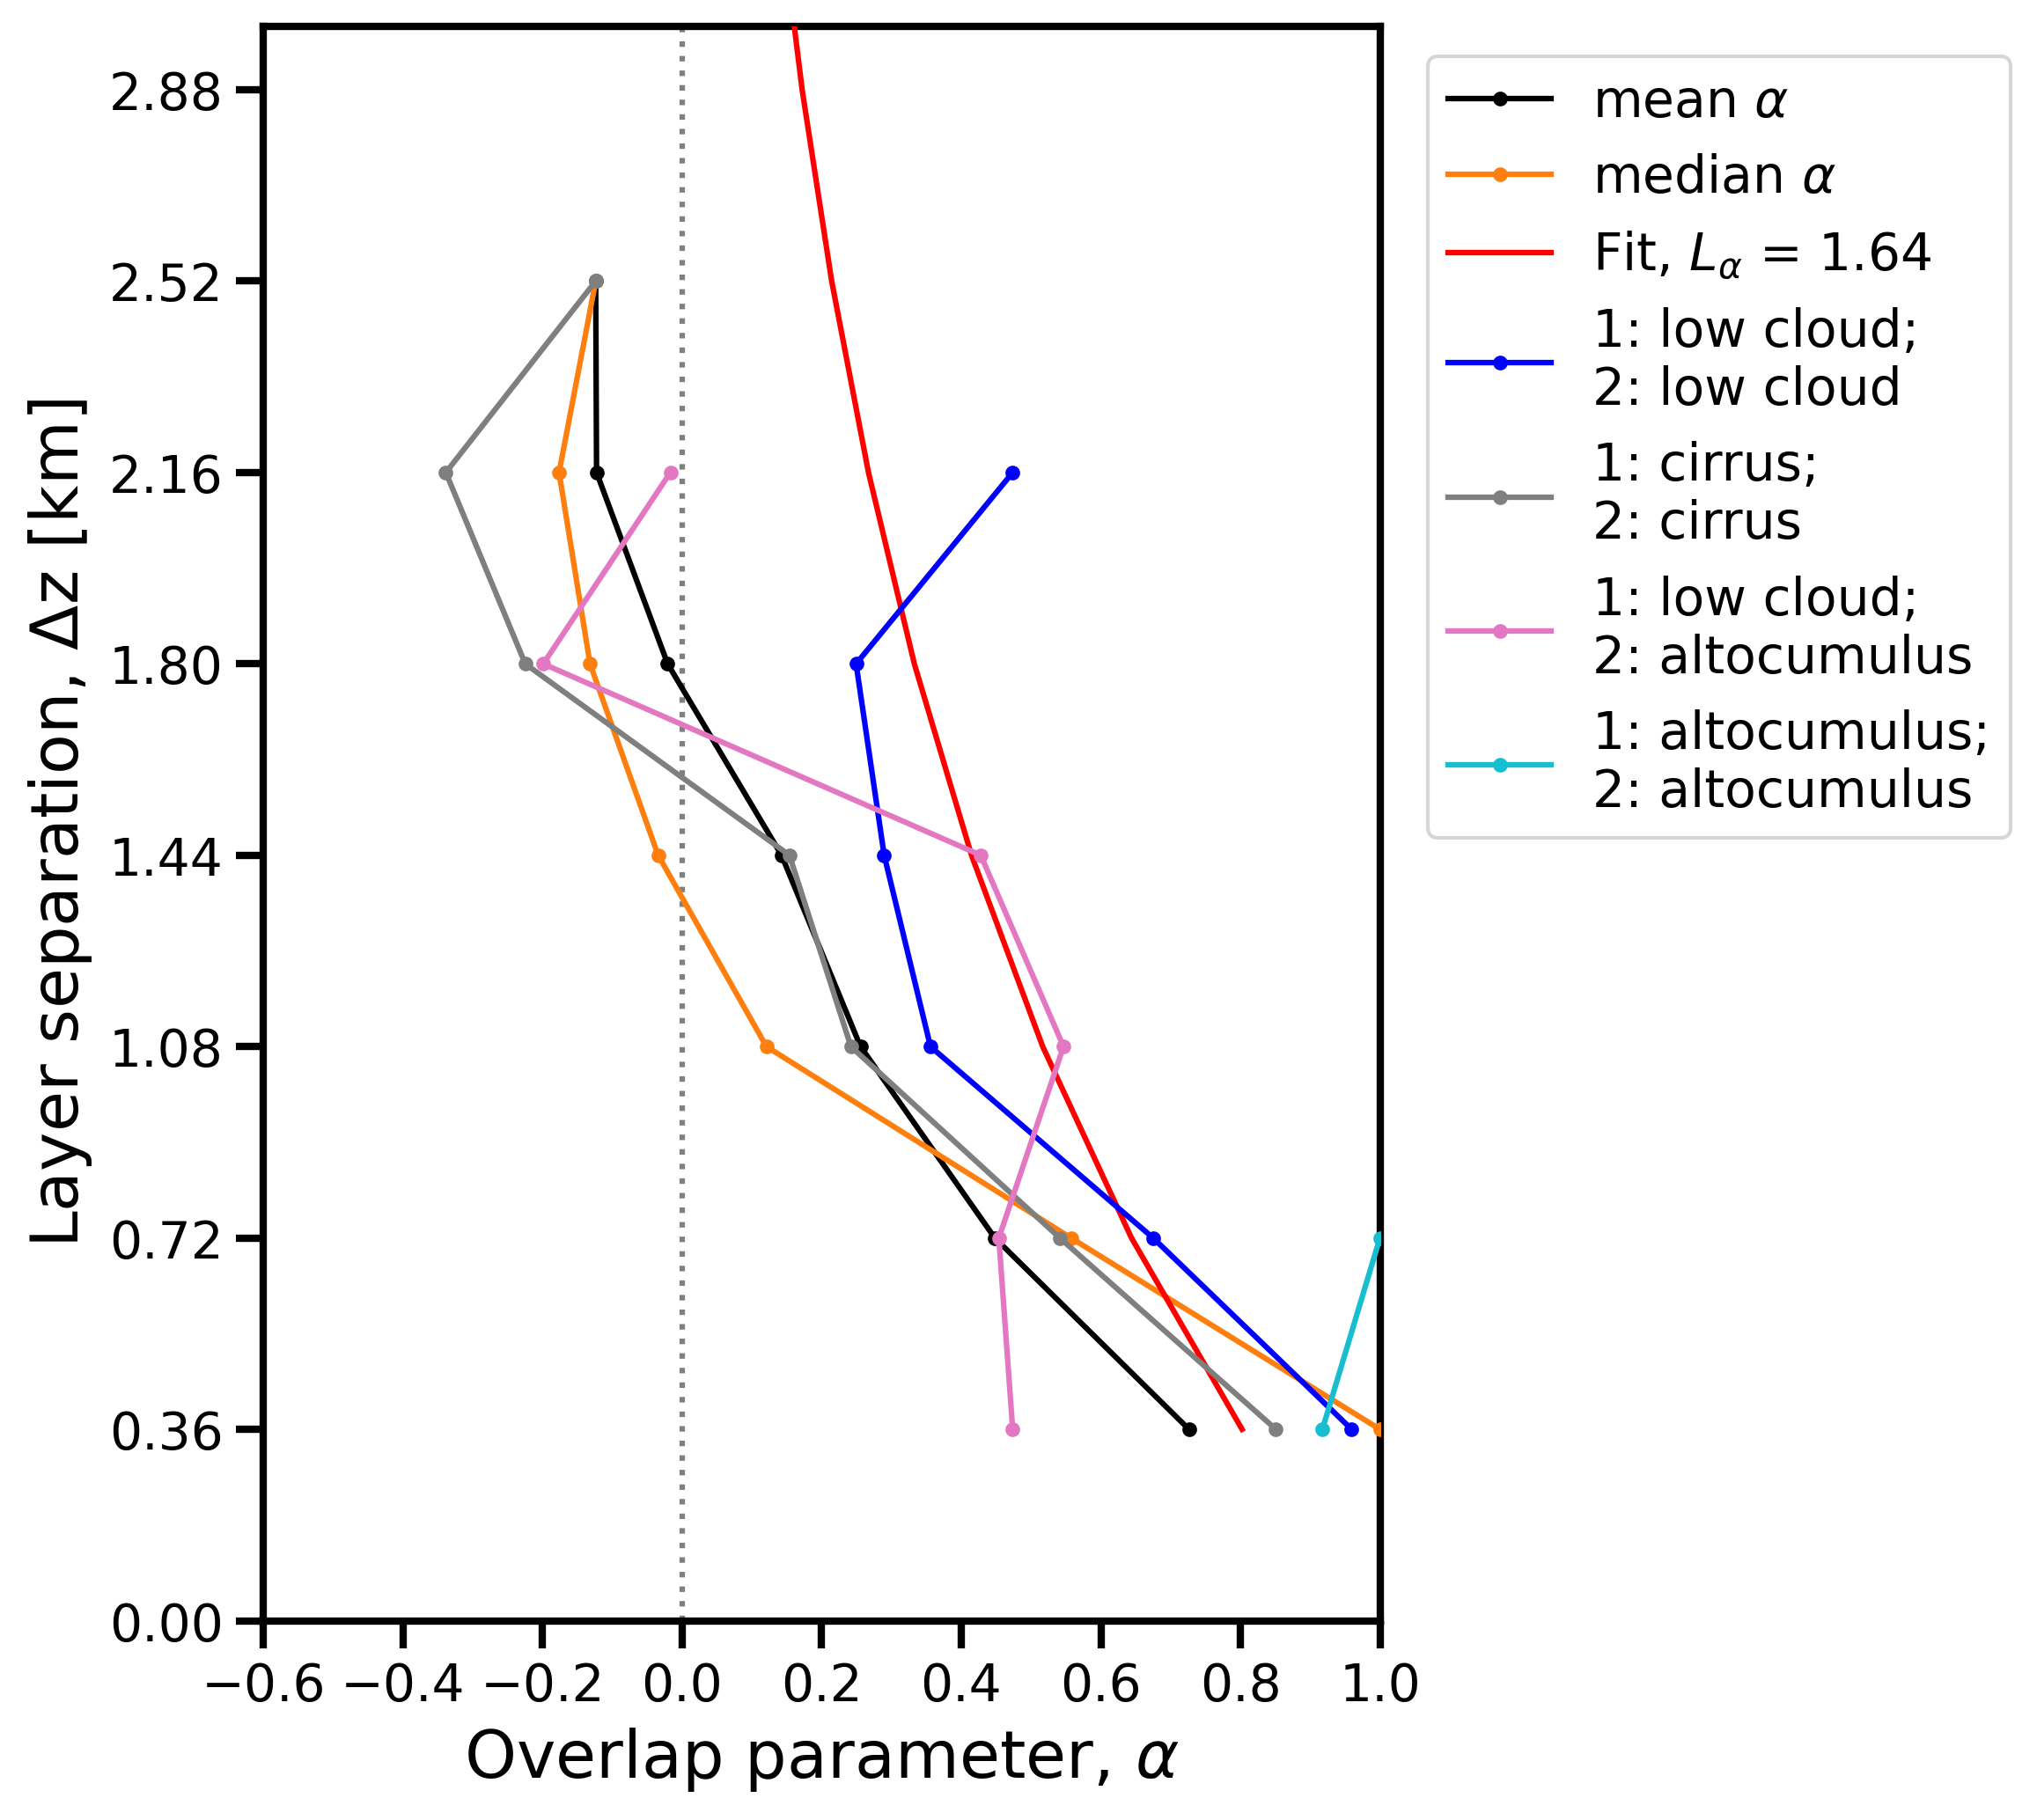 Layer separation, Δz [km]
2.88
2.52
2.16
1.80
1.44
1.08
0.72
0.36
0.00
−0.6 −0.4 −0.2 0.0 0.2 0.4 0.6 0.8 1.0
Overlap parameter, α
mean α
median α
Fit, Lα = 1.64
1: low cloud;
2: low cloud
1: cirrus;
2: cirrus
1: low cloud;
2: altocumulus
1: altocumulus;
2: altocumulus